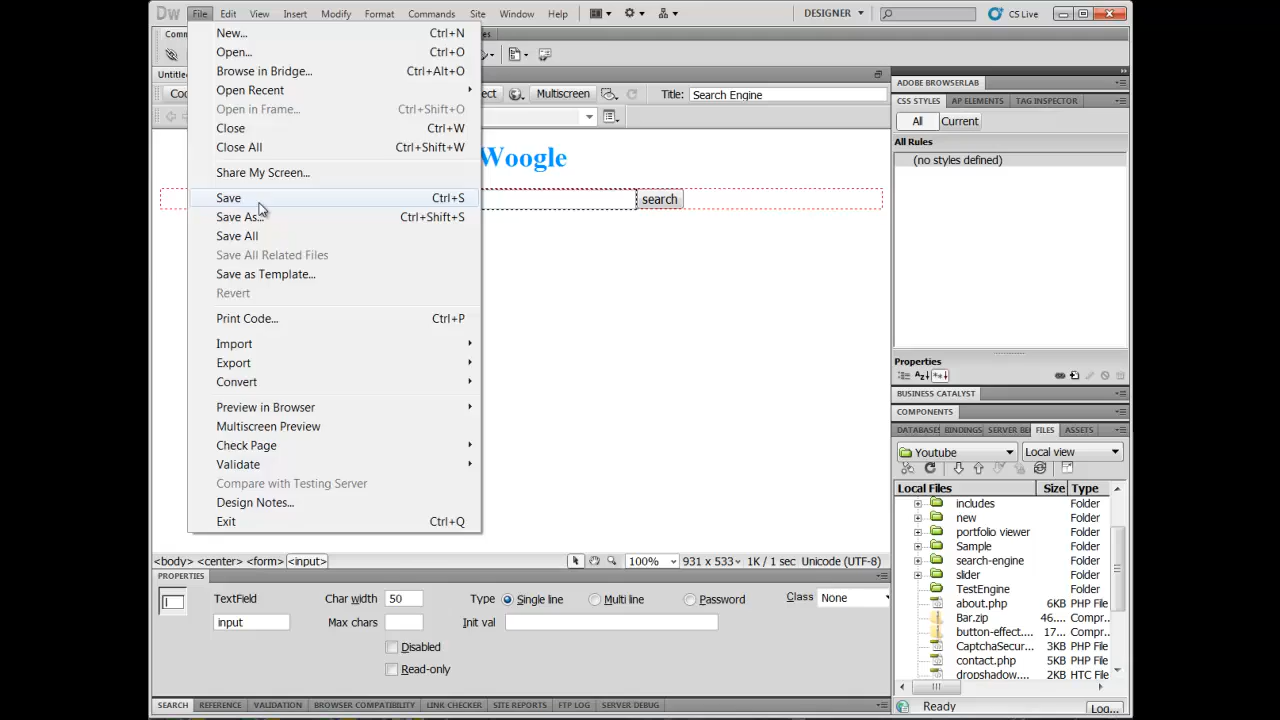 Dw File Edit View Insert Modify Format Commands Site Window Help DESIGNER CS Live
New... Ctrl+N
Open... Ctrl+O
Browse in Bridge... Ctrl+Alt+O
Open Recent
Open in Frame... Ctrl+Shift+O
Close Ctrl+W
Close All Ctrl+Shift+W
Share My Screen...
Save Ctrl+S
Save As... Ctrl+Shift+S
Save All
Save All Related Files
Save as Template...
Revert
Print Code... Ctrl+P
Import
Export
Convert
Preview in Browser
Multiscreen Preview
Check Page
Validate
Compare with Testing Server
Design Notes...
Exit Ctrl+Q
Multiscreen Title: Search Engine
Woogle
search
ADOBE BROWSERLAB
CSS STYLES AP ELEMENTS TAG INSPECTOR
All Current
All Rules
(no styles defined)
Properties
BUSINESS CATALYST
COMPONENTS
DATABASES BINDINGS SERVER BE FILES ASSETS
Youtube Local view
Local Files Size Type
includes Folder
new Folder
portfolio viewer Folder
Sample Folder
search-engine Folder
slider Folder
TestEngine Folder
about.php 6KB PHP File
Bar.zip 46... Compr...
button-effect.... 17... Compr...
CaptchaSecur... 3KB PHP File
contact.php 5KB PHP File
dropshadow.... 27KB HTC File
Ready Log...
<body> <center> <form> <input> 100% 931 x 533 1K / 1 sec Unicode (UTF-8)
PROPERTIES
TextField Char width 50 Type Single line Multi line Password Class None
input Max chars Init val
Disabled
Read-only
SEARCH REFERENCE VALIDATION BROWSER COMPATIBILITY LINK CHECKER SITE REPORTS FTP LOG SERVER DEBUG